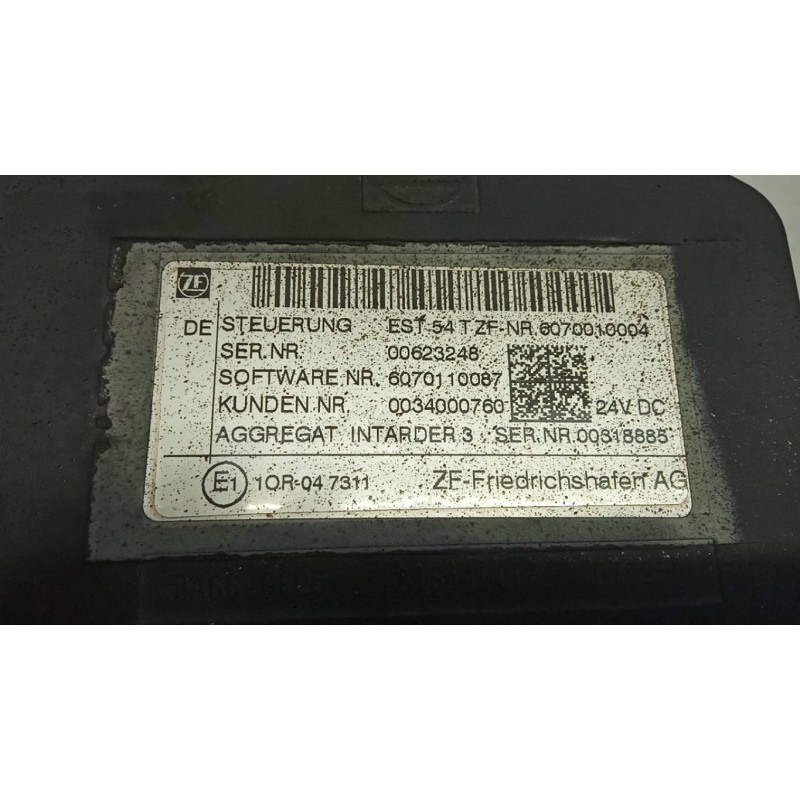 ZF
DE STEUERUNG EST 54 T ZF-NR. 6070010004
SER.NR. 00623248
SOFTWARE NR. 6070110087
KUNDEN NR. 0034000760 24V DC
AGGREGAT INTARDER 3 SER.NR.00318885
E1 10R-04 7311 ZF-Friedrichshafen AG